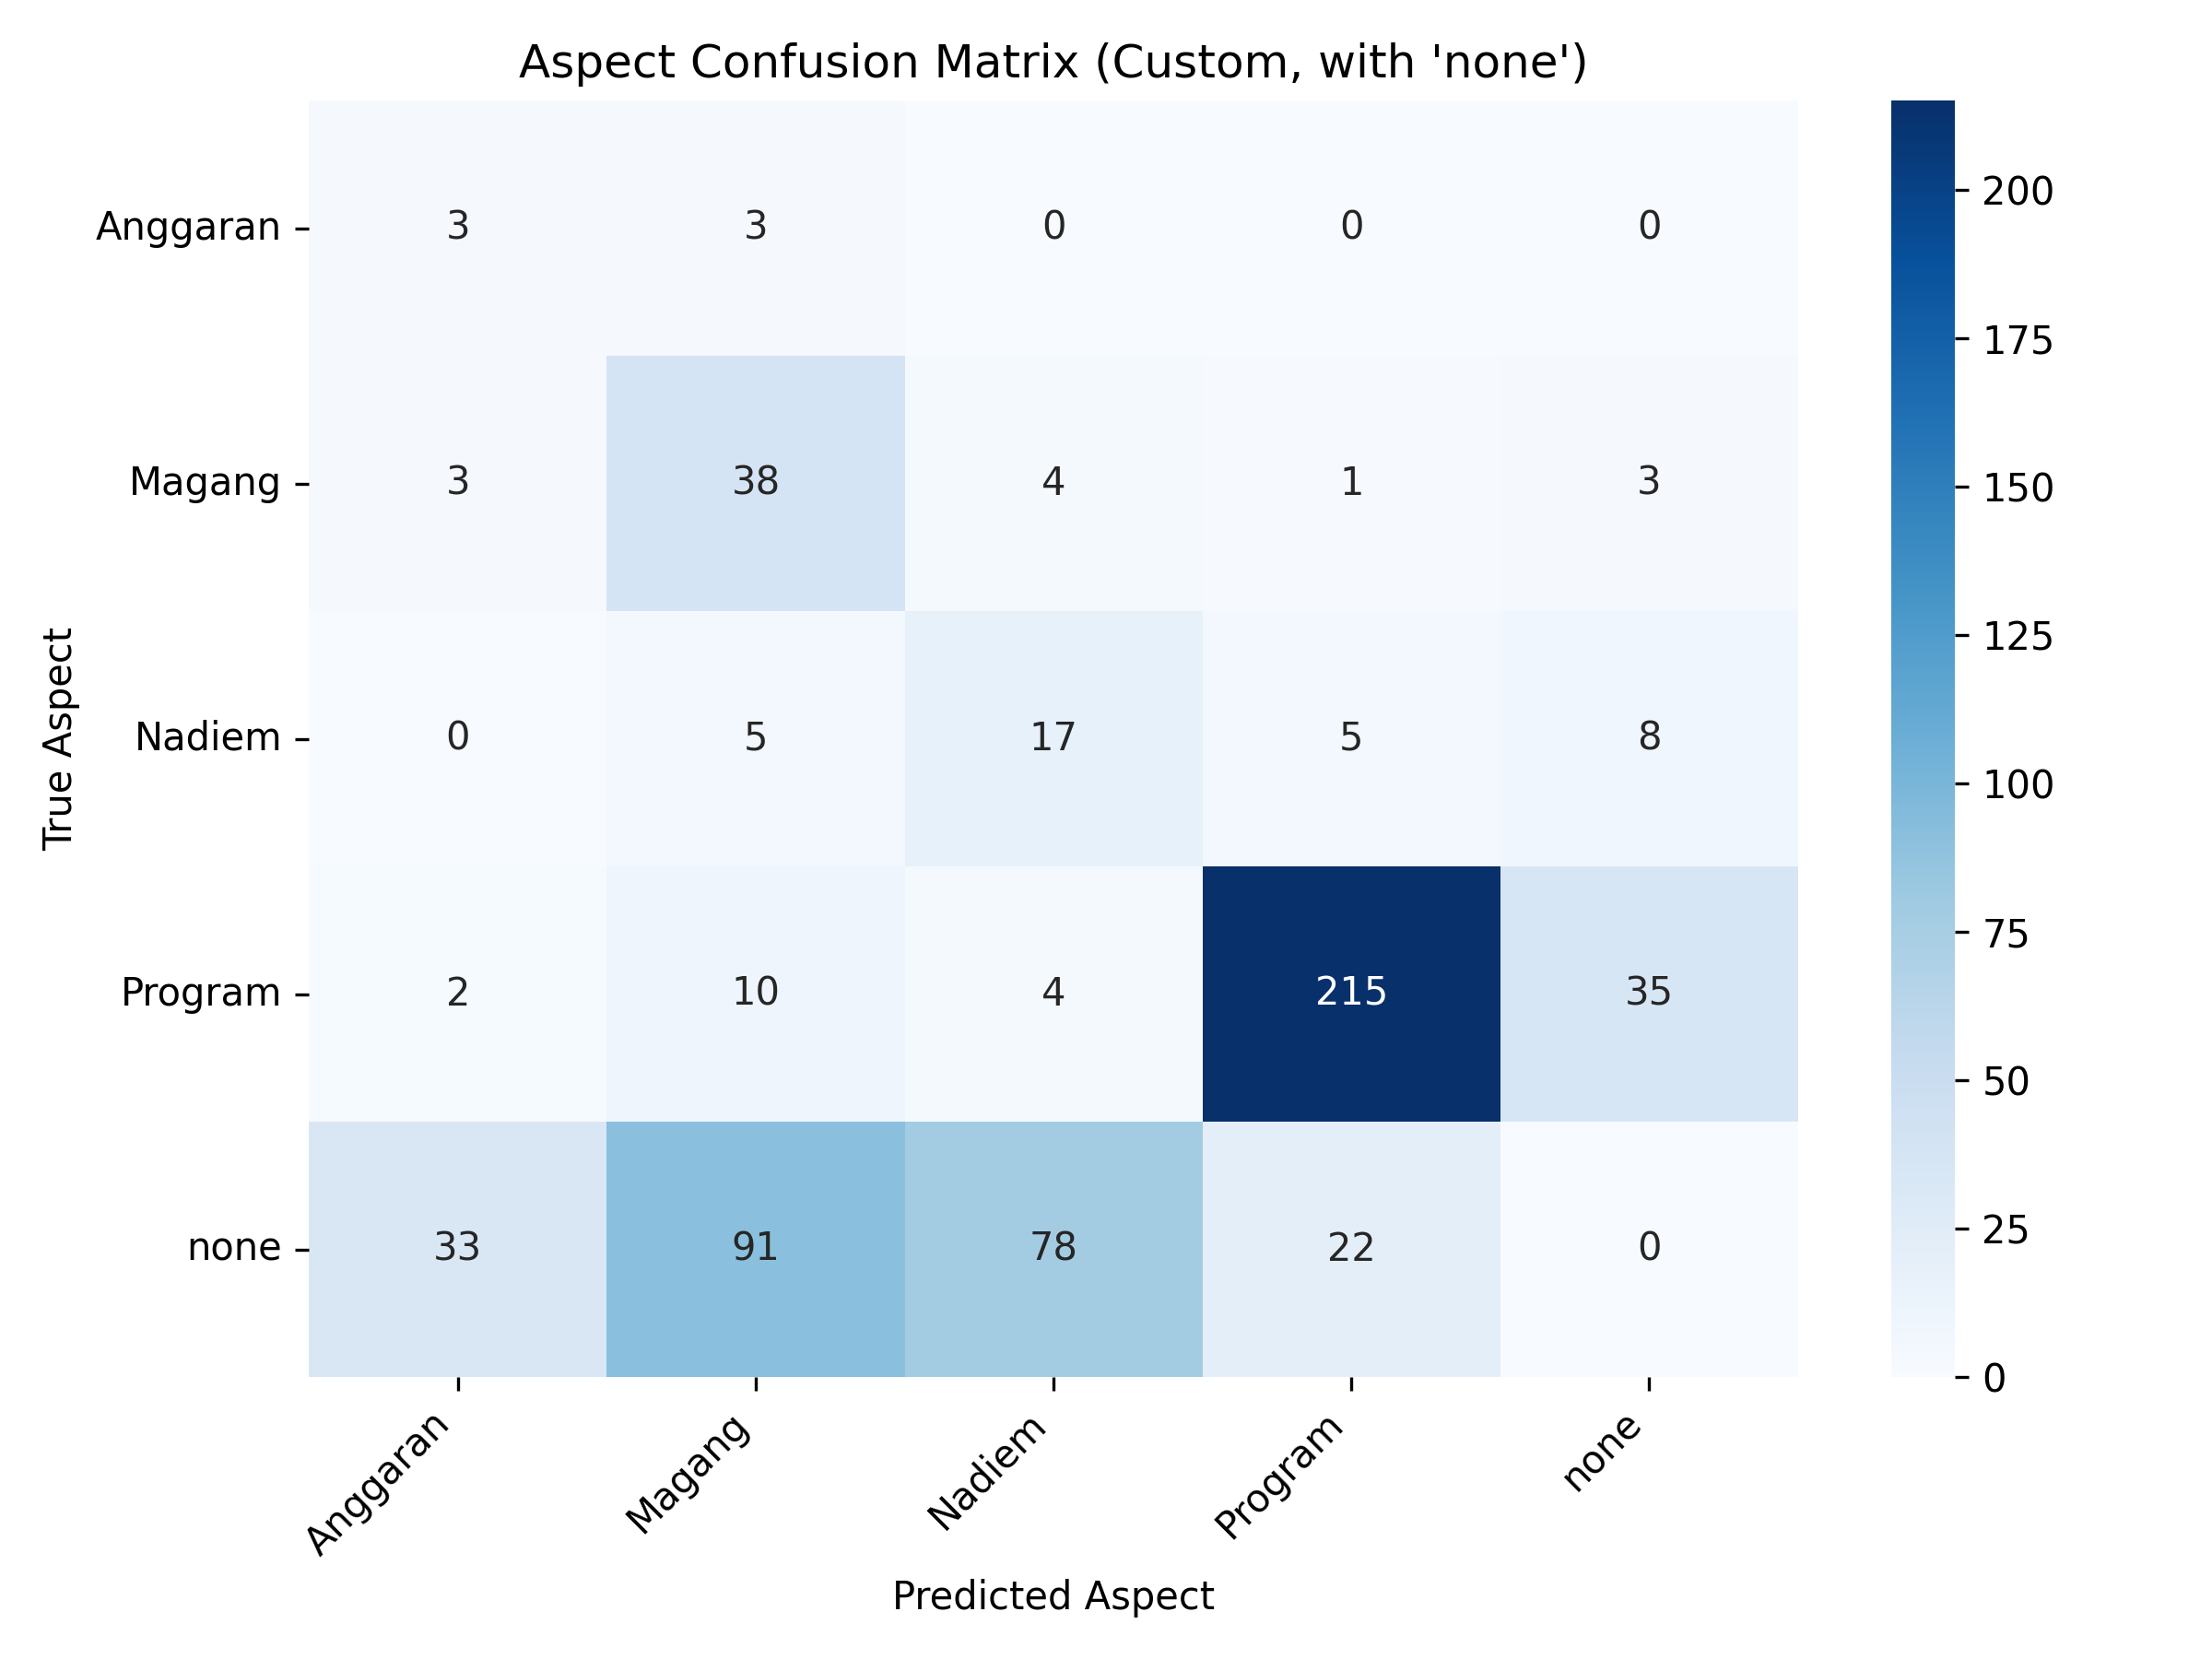 Aspect Confusion Matrix (Custom, with 'none')
Anggaran 3 3 0 0 0
Magang 3 38 4 1 3
Nadiem 0 5 17 5 8
Program 2 10 4 215 35
none 33 91 78 22 0
Anggaran Magang Nadiem Program none
Predicted Aspect
True Aspect
200
175
150
125
100
75
50
25
0